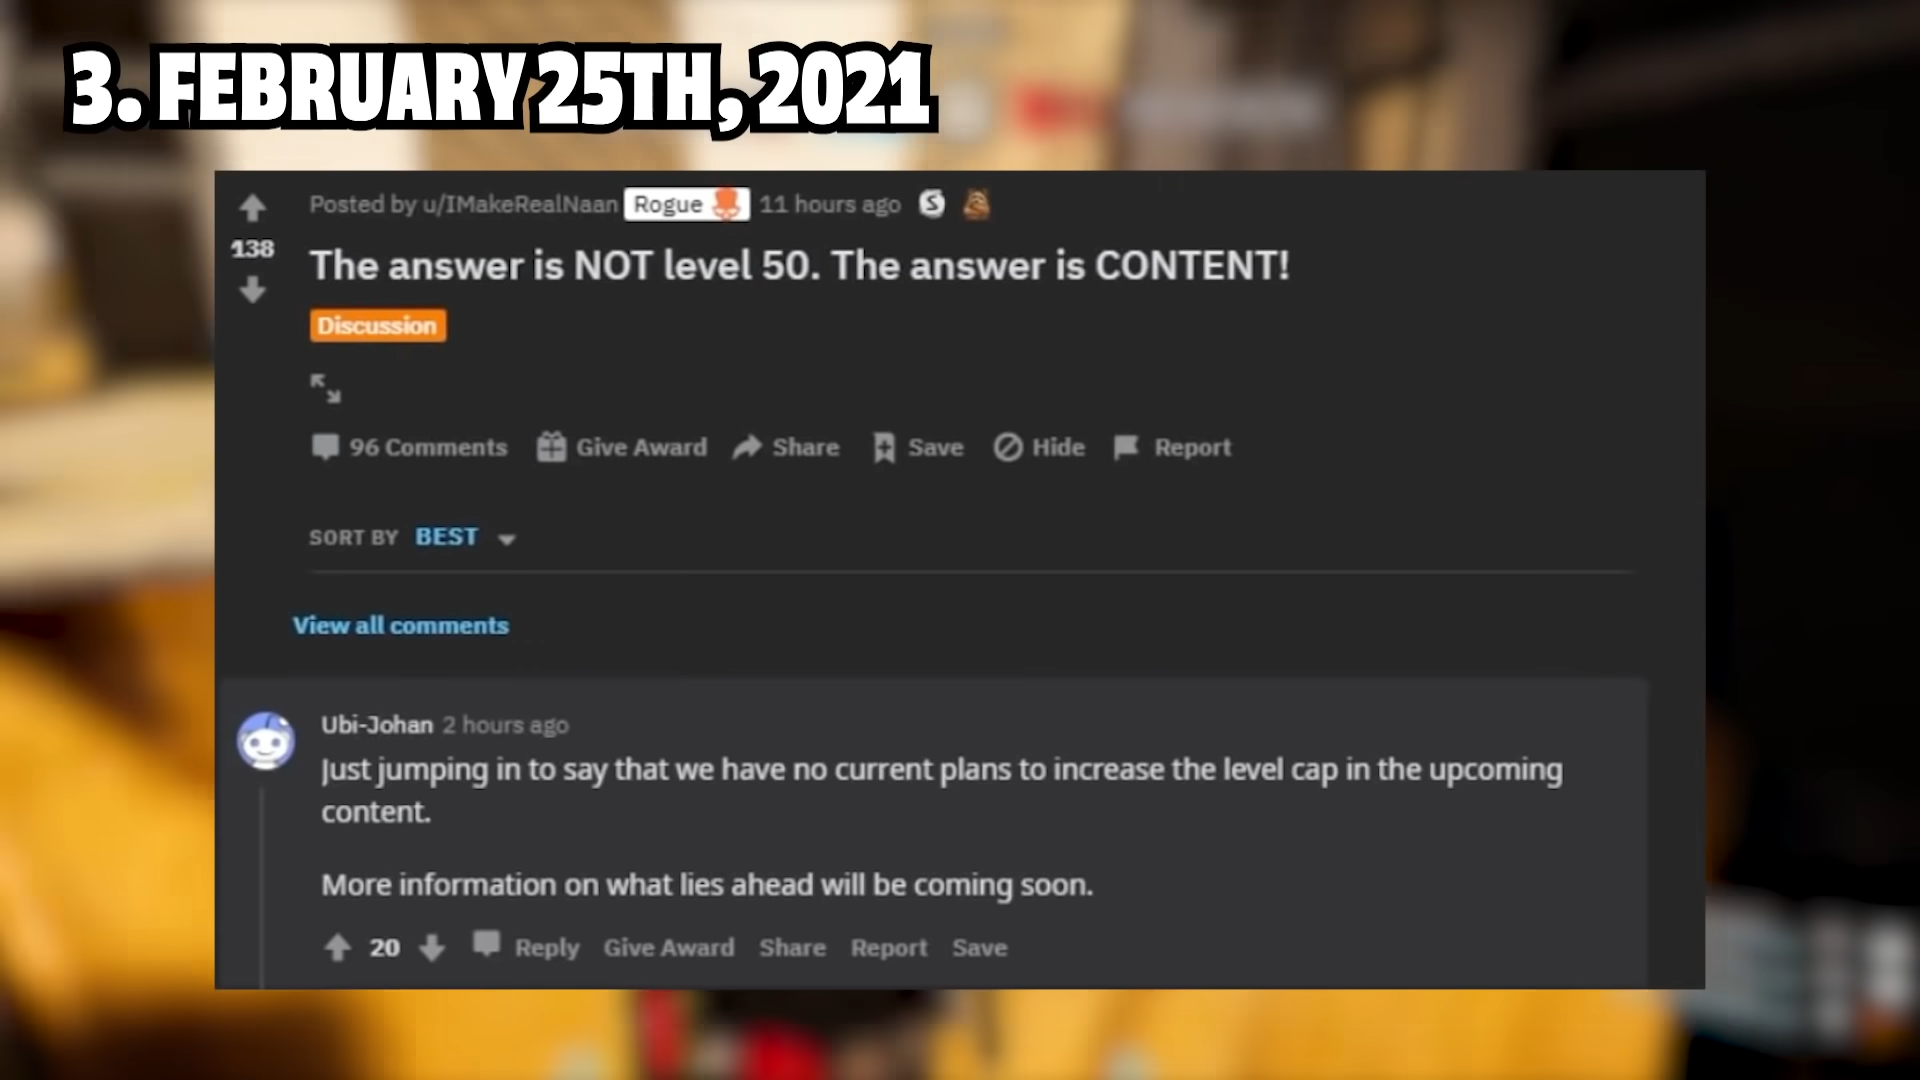 3. FEBRUARY 25TH, 2021
Posted by u/IMakeRealNaan Rogue 11 hours ago S
138
The answer is NOT level 50. The answer is CONTENT!
Discussion
96 Comments Give Award Share Save Hide Report
SORT BY BEST
View all comments
Ubi-Johan 2 hours ago
Just jumping in to say that we have no current plans to increase the level cap in the upcoming
content.
More information on what lies ahead will be coming soon.
20 Reply Give Award Share Report Save